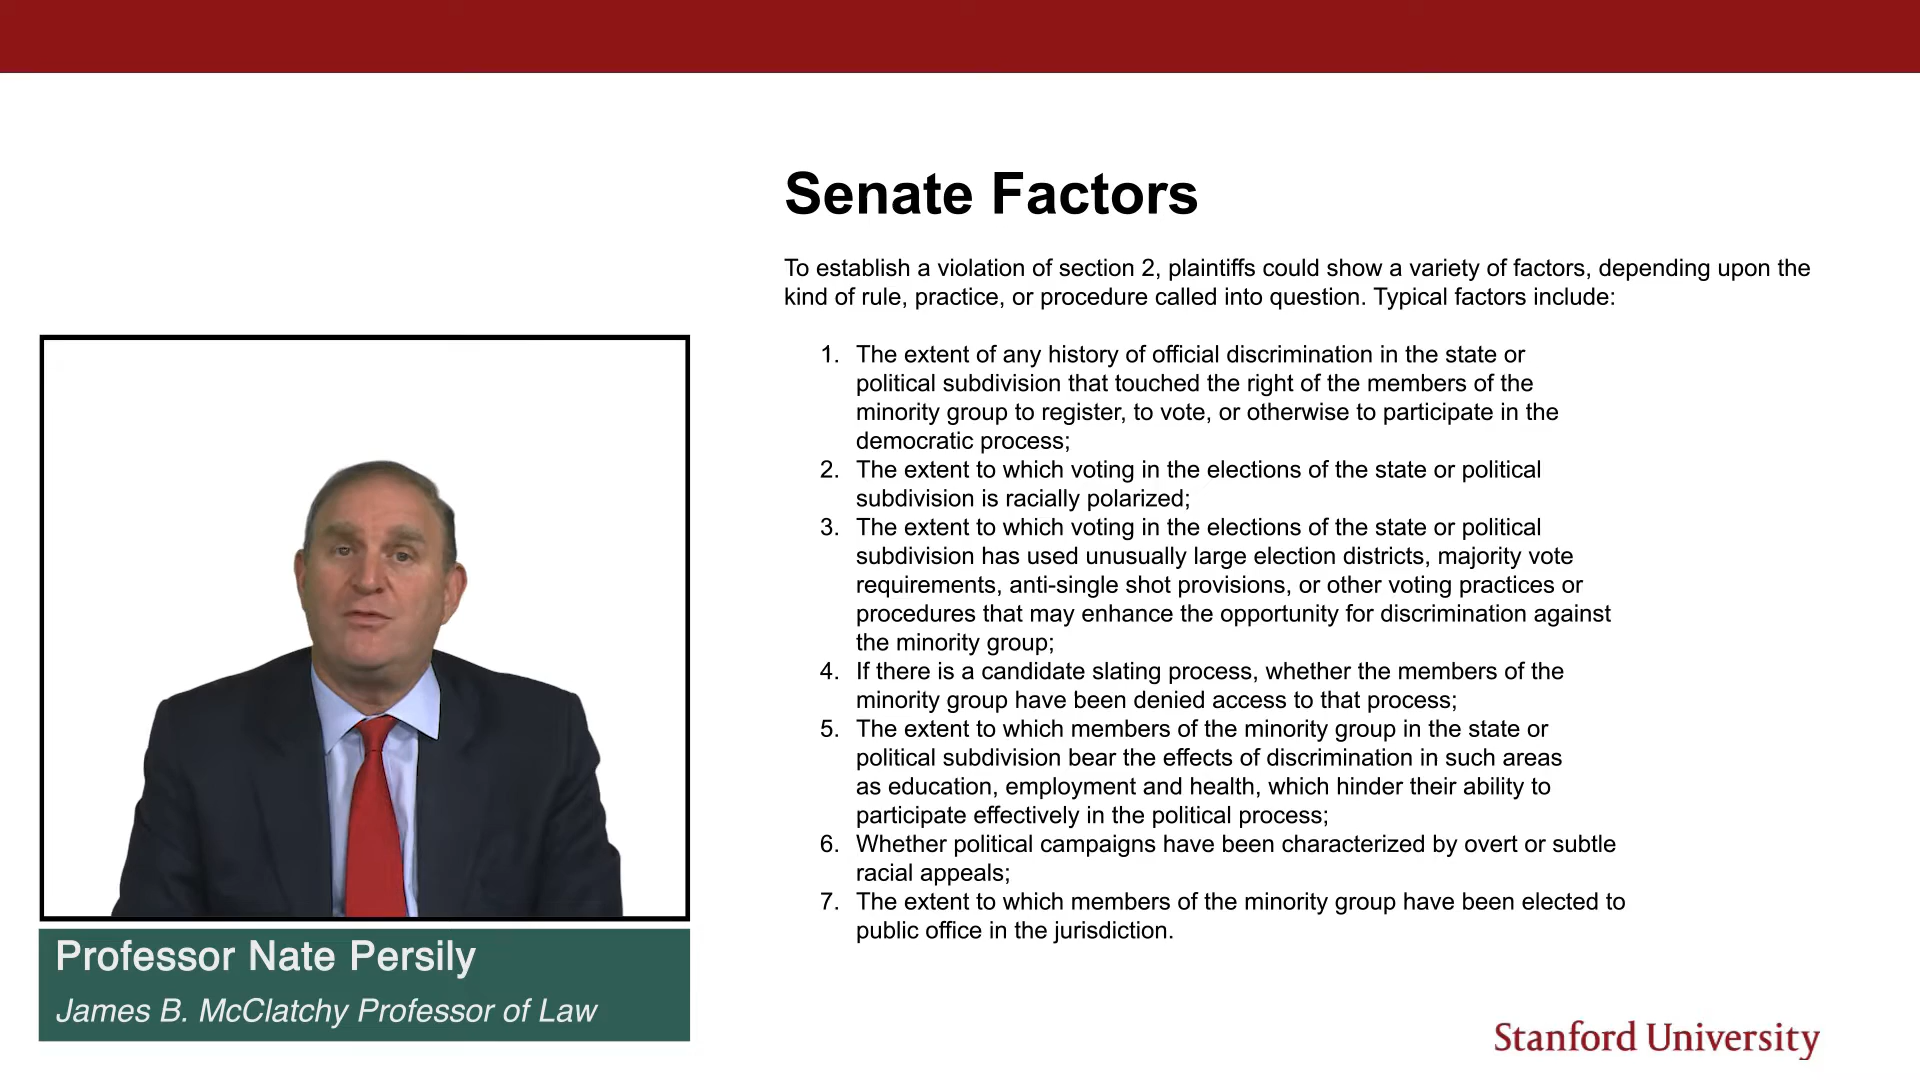 Senate Factors
To establish a violation of section 2, plaintiffs could show a variety of factors, depending upon the
kind of rule, practice, or procedure called into question. Typical factors include:
1. The extent of any history of official discrimination in the state or
political subdivision that touched the right of the members of the
minority group to register, to vote, or otherwise to participate in the
democratic process;
2. The extent to which voting in the elections of the state or political
subdivision is racially polarized;
3. The extent to which voting in the elections of the state or political
subdivision has used unusually large election districts, majority vote
requirements, anti-single shot provisions, or other voting practices or
procedures that may enhance the opportunity for discrimination against
the minority group;
4. If there is a candidate slating process, whether the members of the
minority group have been denied access to that process;
5. The extent to which members of the minority group in the state or
political subdivision bear the effects of discrimination in such areas
as education, employment and health, which hinder their ability to
participate effectively in the political process;
6. Whether political campaigns have been characterized by overt or subtle
racial appeals;
7. The extent to which members of the minority group have been elected to
public office in the jurisdiction.
Professor Nate Persily
James B. McClatchy Professor of Law
Stanford University